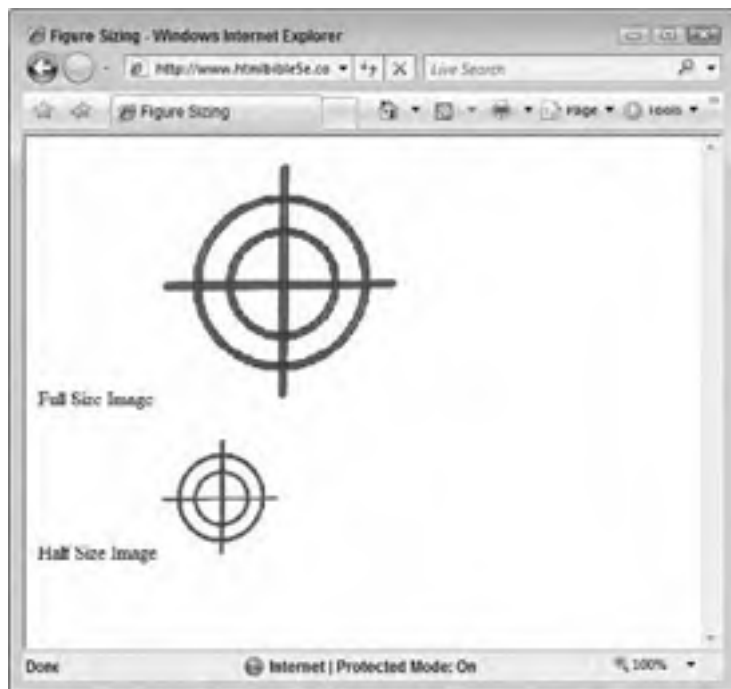 Figure Sizing - Windows Internet Explorer
http://www.htmlbible5e.co
Live Search
Figure Sizing
Page
Tools
Full Size Image
Half Size Image
Done
Internet | Protected Mode: On
100%